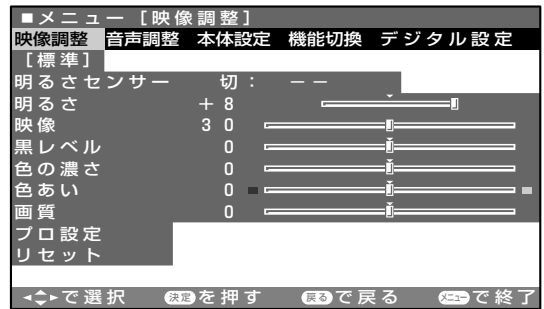 ■メニュー [映像調整]
映像調整 音声調整 本体設定 機能切換 デジタル設定
[標準]
明るさセンサー 切: －－
明るさ ＋8
映像 30
黒レベル 0
色の濃さ 0
色あい 0
画質 0
プロ設定
リセット
で選択 決定を押す 戻るで戻る メニューで終了